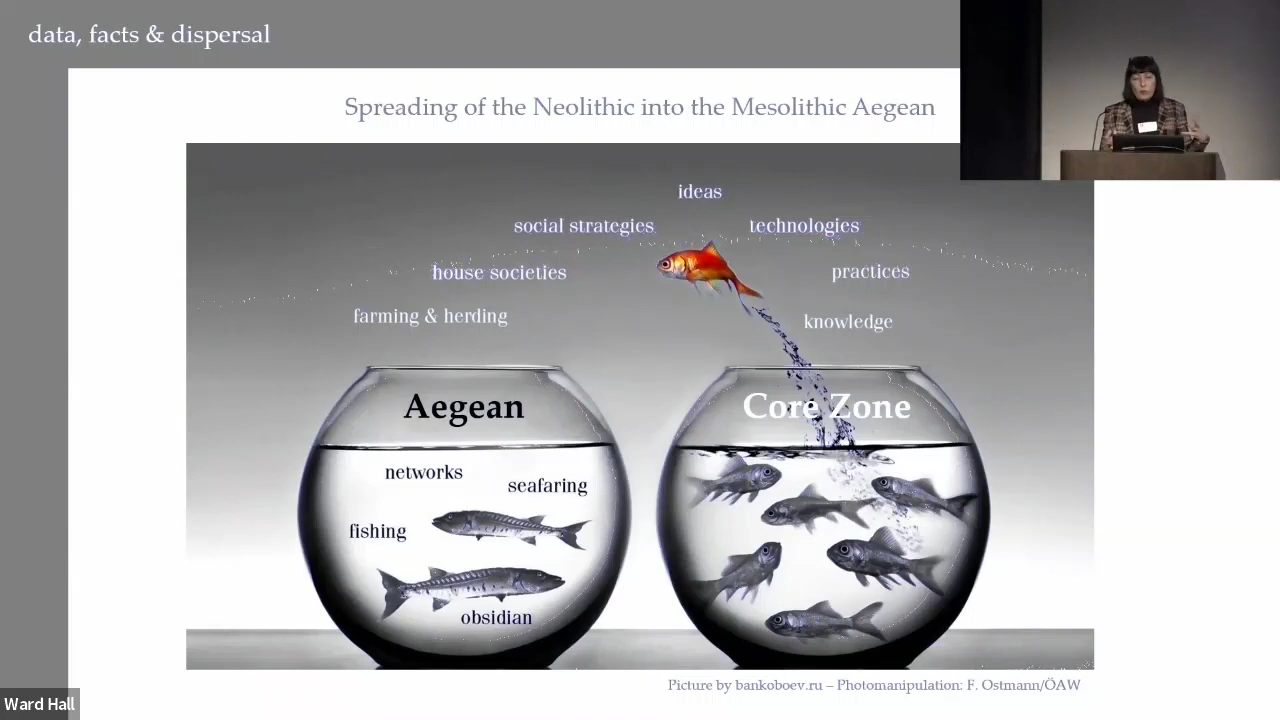 data, facts & dispersal
Spreading of the Neolithic into the Mesolithic Aegean
ideas
social strategies
technologies
house societies
practices
farming & herding
knowledge
Aegean
Core Zone
networks
seafaring
fishing
obsidian
Picture by bankoboev.ru – Photomanipulation: F. Ostmann/ÖAW
Ward Hall